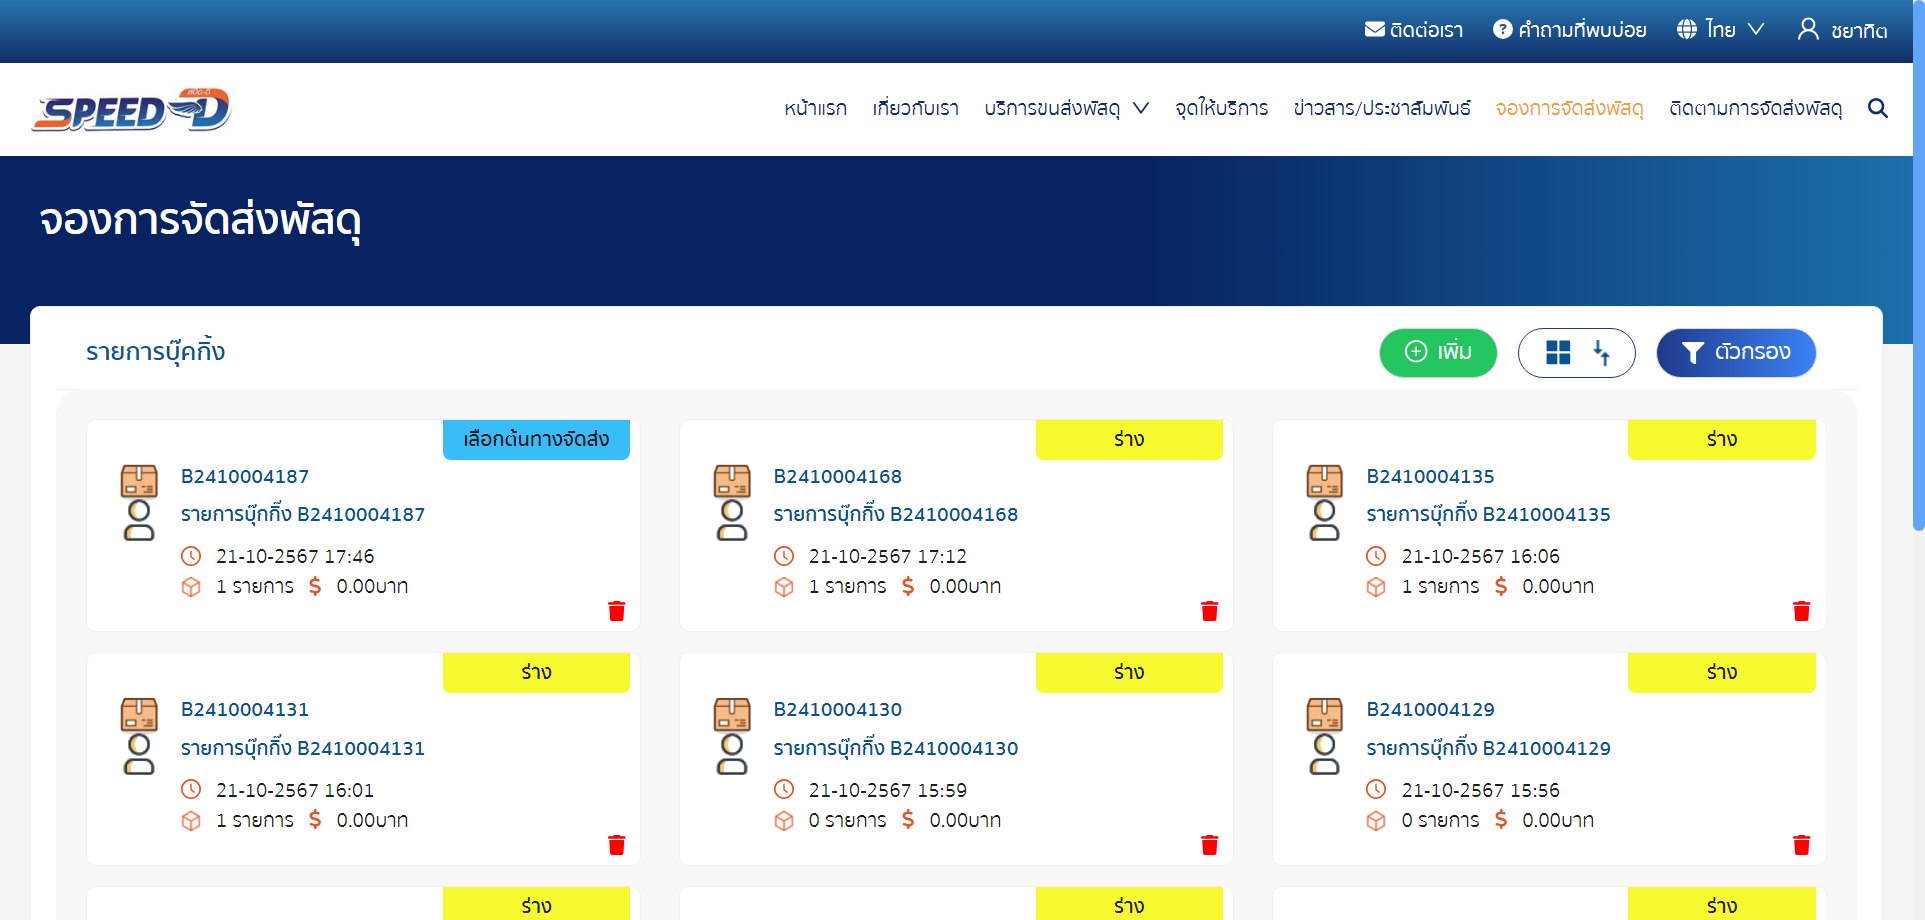 ติดต่อเรา คำถามที่พบบ่อย ไทย ชยาทิต
สปีด-ดี
SPEED-D หน้าแรก เกี่ยวกับเรา บริการขนส่งพัสดุ จุดให้บริการ ข่าวสาร/ประชาสัมพันธ์ จองการจัดส่งพัสดุ ติดตามการจัดส่งพัสดุ
จองการจัดส่งพัสดุ
รายการบุ๊คกิ้ง เพิ่ม ตัวกรอง
เลือกต้นทางจัดส่ง
B2410004187
รายการบุ๊กกิ๊ง B2410004187
21-10-2567 17:46
1 รายการ $ 0.00บาท
ร่าง
B2410004168
รายการบุ๊กกิ๊ง B2410004168
21-10-2567 17:12
1 รายการ $ 0.00บาท
ร่าง
B2410004135
รายการบุ๊กกิ๊ง B2410004135
21-10-2567 16:06
1 รายการ $ 0.00บาท
ร่าง
B2410004131
รายการบุ๊กกิ๊ง B2410004131
21-10-2567 16:01
1 รายการ $ 0.00บาท
ร่าง
B2410004130
รายการบุ๊กกิ๊ง B2410004130
21-10-2567 15:59
0 รายการ $ 0.00บาท
ร่าง
B2410004129
รายการบุ๊กกิ๊ง B2410004129
21-10-2567 15:56
0 รายการ $ 0.00บาท
ร่าง
ร่าง
ร่าง